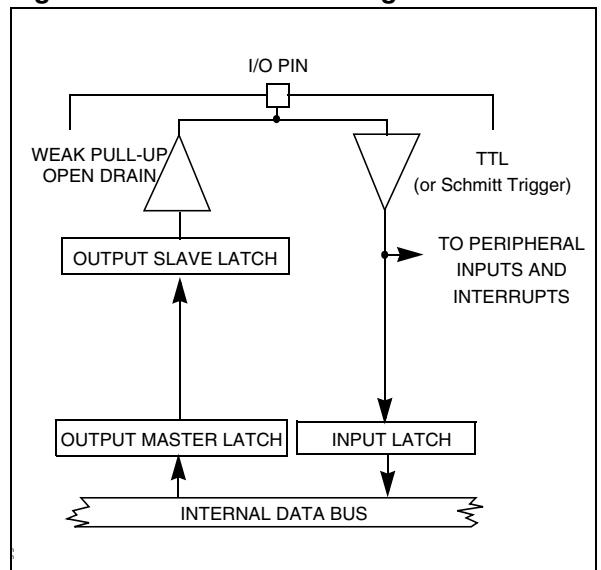 I/O PIN
WEAK PULL-UP
OPEN DRAIN
TTL
(or Schmitt Trigger)
OUTPUT SLAVE LATCH
TO PERIPHERAL
INPUTS AND
INTERRUPTS
OUTPUT MASTER LATCH
INPUT LATCH
INTERNAL DATA BUS